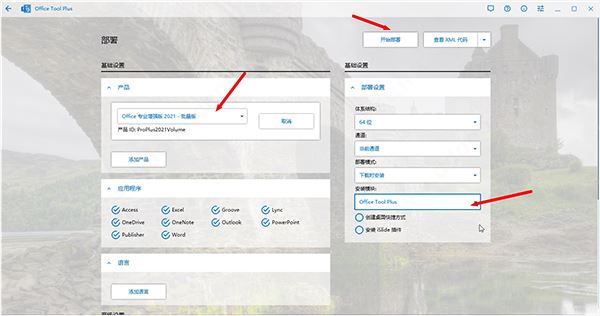 Office Tool Plus
部署
开始部署
查看 XML 代码
基础设置
产品
Office 专业增强版 2021 - 批量版
取消
产品 ID: ProPlus2021Volume
添加产品
应用程序
Access Excel Groove Lync
OneDrive OneNote Outlook PowerPoint
Publisher Word
语言
添加语言
高级设置
基础设置
部署设置
体系结构:
64 位
通道:
当前通道
部署模式:
下载时安装
安装模块:
Office Tool Plus
创建桌面快捷方式
安装 iSlide 插件